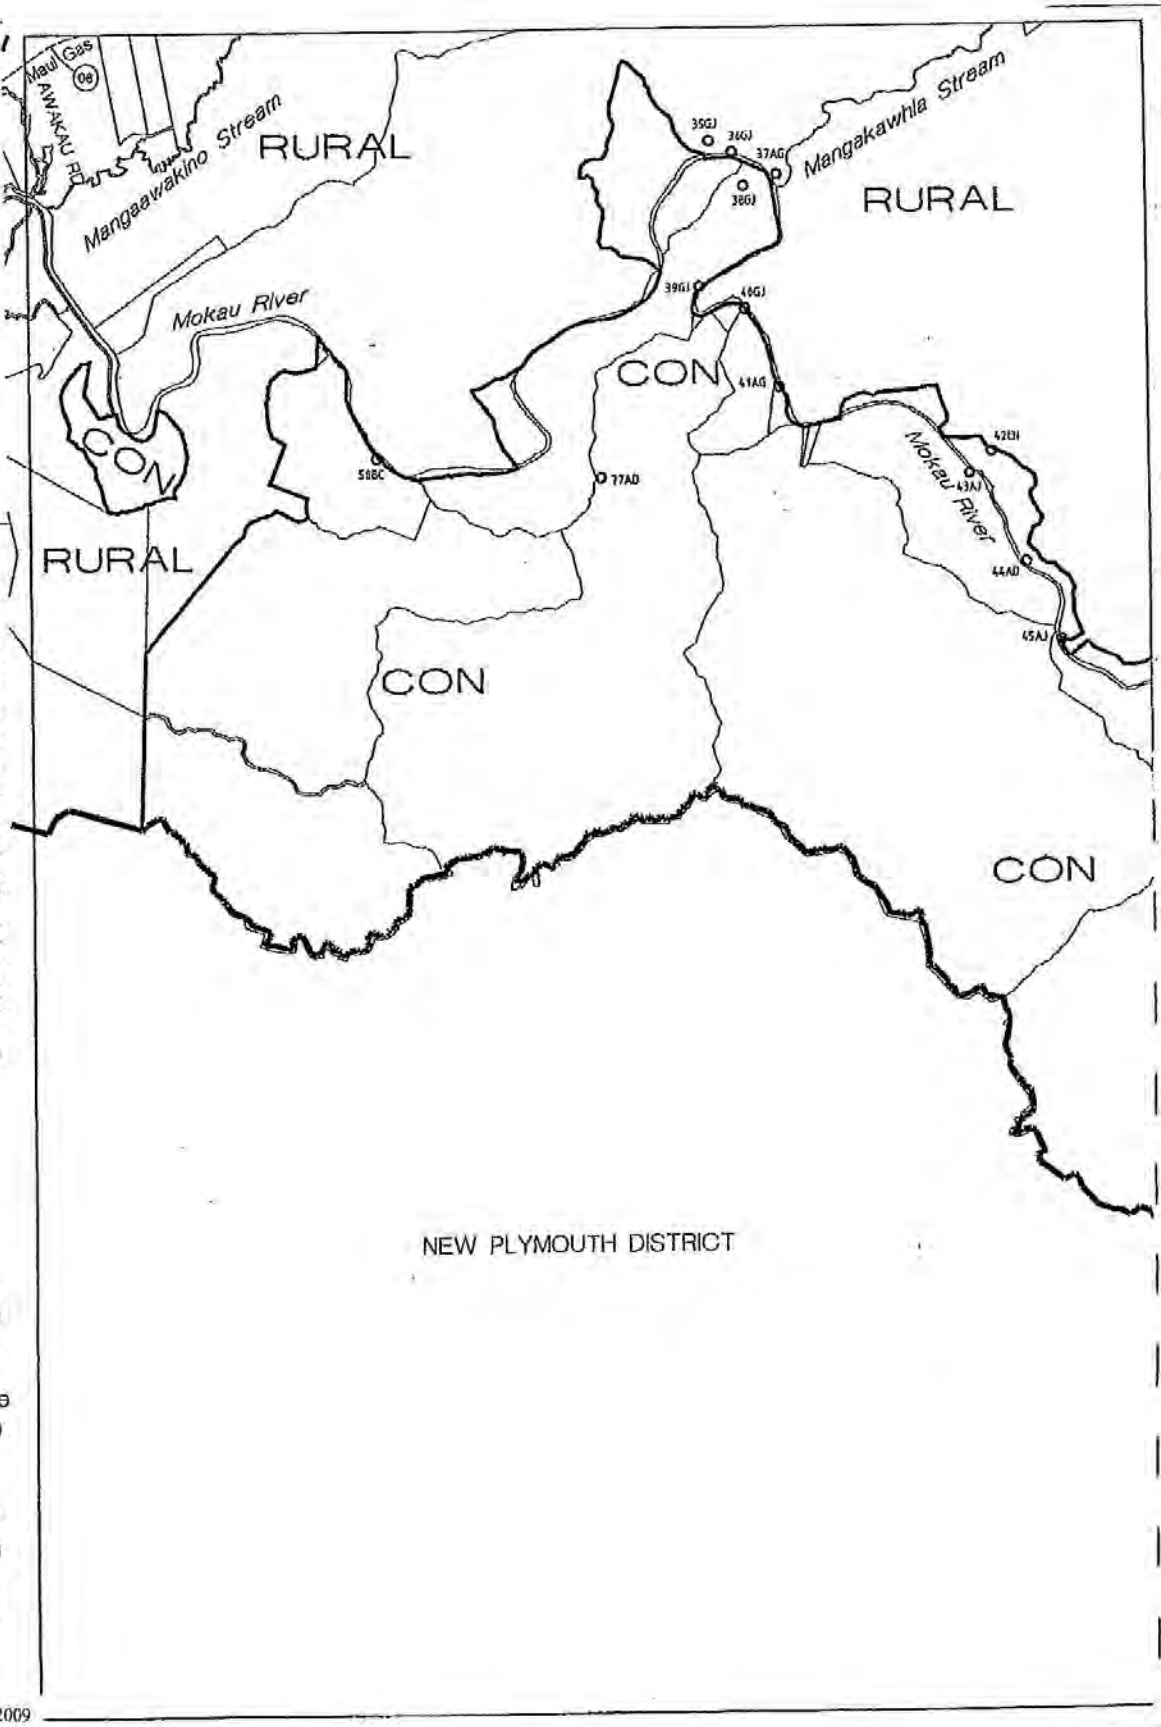 Maui Gas
08
AWAKAU RD
Mangaawakino Stream
RURAL
35GJ
36GJ
37AG
38GJ
Mangakawhia Stream
RURAL
Mokau River
39GJ
40GJ
CON
41AG
CON
58BC
77AD
Mokau River
43AJ
RURAL
44AD
45AJ
CON
CON
NEW PLYMOUTH DISTRICT
2009